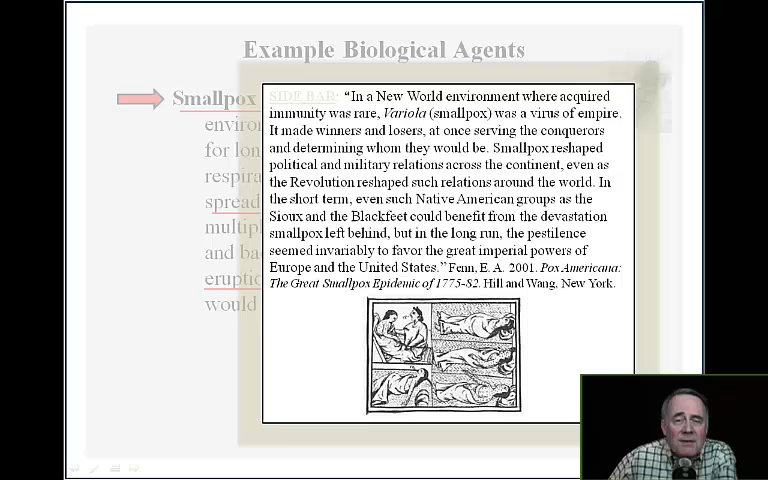 Example Biological Agents
Smallpox
enviro
for lon
respira
spread
multip
and ba
eruptio
would
SIDE BAR: “In a New World environment where acquired
immunity was rare, Variola (smallpox) was a virus of empire.
It made winners and losers, at once serving the conquerors
and determining whom they would be. Smallpox reshaped
political and military relations across the continent, even as
the Revolution reshaped such relations around the world. In
the short term, even such Native American groups as the
Sioux and the Blackfeet could benefit from the devastation
smallpox left behind, but in the long run, the pestilence
seemed invariably to favor the great imperial powers of
Europe and the United States.” Fenn, E. A. 2001. Pox Americana:
The Great Smallpox Epidemic of 1775-82. Hill and Wang, New York.